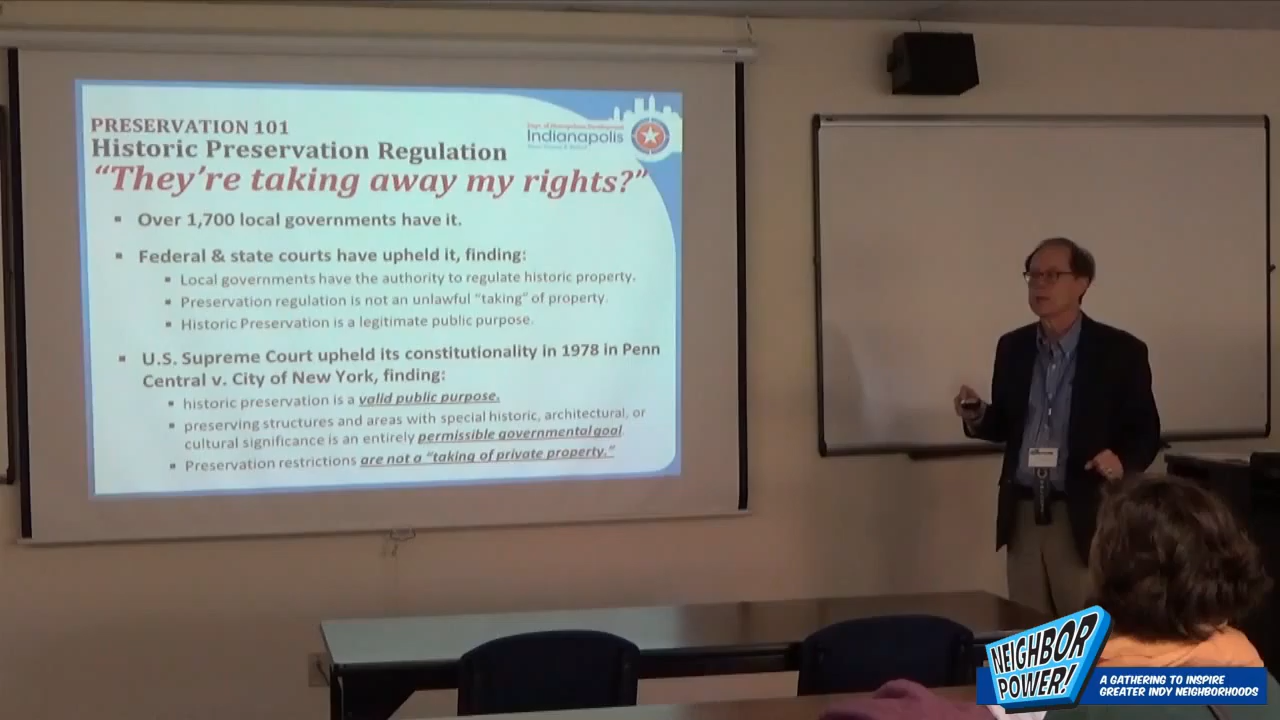 PRESERVATION 101
Historic Preservation Regulation
“They’re taking away my rights?”
Dept. of Metropolitan Development
Indianapolis
▪ Over 1,700 local governments have it.
▪ Federal & state courts have upheld it, finding:
▪ Local governments have the authority to regulate historic property.
▪ Preservation regulation is not an unlawful “taking” of property.
▪ Historic Preservation is a legitimate public purpose.
▪ U.S. Supreme Court upheld its constitutionality in 1978 in Penn
Central v. City of New York, finding:
▪ historic preservation is a valid public purpose.
▪ preserving structures and areas with special historic, architectural, or
cultural significance is an entirely permissible governmental goal
▪ Preservation restrictions are not a “taking of private property.”
NEIGHBOR
POWER!
A GATHERING TO INSPIRE
GREATER INDY NEIGHBORHOODS